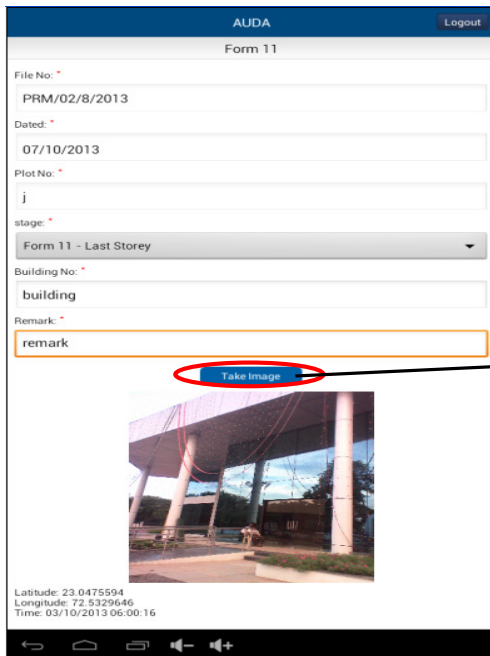 AUDA
Logout
Form 11
File No: *
PRM/02/8/2013
Dated: *
07/10/2013
Plot No: *
j
stage: *
Form 11 - Last Storey
Building No: *
building
Remark: *
remark
Take Image
Latitude: 23.0475594
Longitude: 72.5329646
Time: 03/10/2013 06:00:16